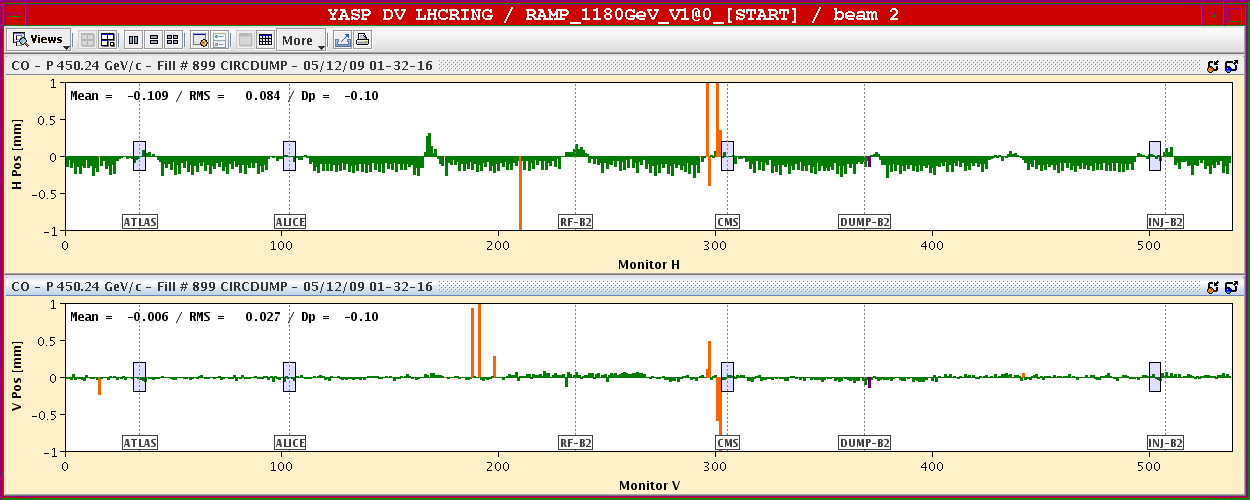 YASP DV LHCRING / RAMP_1180GeV_V1@0_[START] / beam 2
Views More
CO - P 450.24 GeV/c - Fill # 899 CIRCDUMP - 05/12/09 01-32-16
Mean = -0.109 / RMS = 0.084 / Dp = -0.10
H Pos [mm]
1
0.5
0
-0.5
-1
ATLAS ALICE RF-B2 CMS DUMP-B2 INJ-B2
0 100 200 300 400 500
Monitor H
CO - P 450.24 GeV/c - Fill # 899 CIRCDUMP - 05/12/09 01-32-16
Mean = -0.006 / RMS = 0.027 / Dp = -0.10
V Pos [mm]
1
0.5
0
-0.5
-1
ATLAS ALICE RF-B2 CMS DUMP-B2 INJ-B2
0 100 200 300 400 500
Monitor V